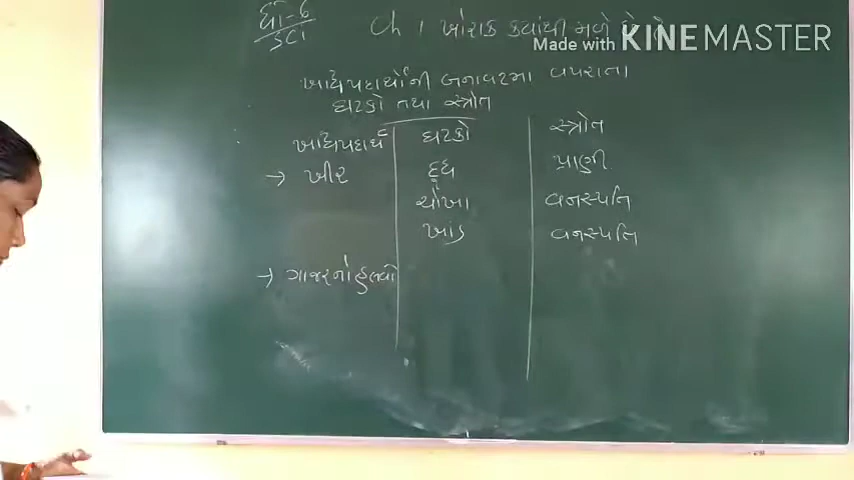 ધો-6
Ch 1 ખોરાક ક્યાંથી મળે છે ?
Made with KINEMASTER
ખાદ્યપદાર્થોની બનાવટમા વપરાતા
ઘટકો તથા સ્ત્રોત
ખાદ્યપદાર્થ ઘટકો સ્ત્રોત
→ ખીર દૂધ પ્રાણી
ચોખા વનસ્પતિ
ખાંડ વનસ્પતિ
→ ગાજરનો હલવો